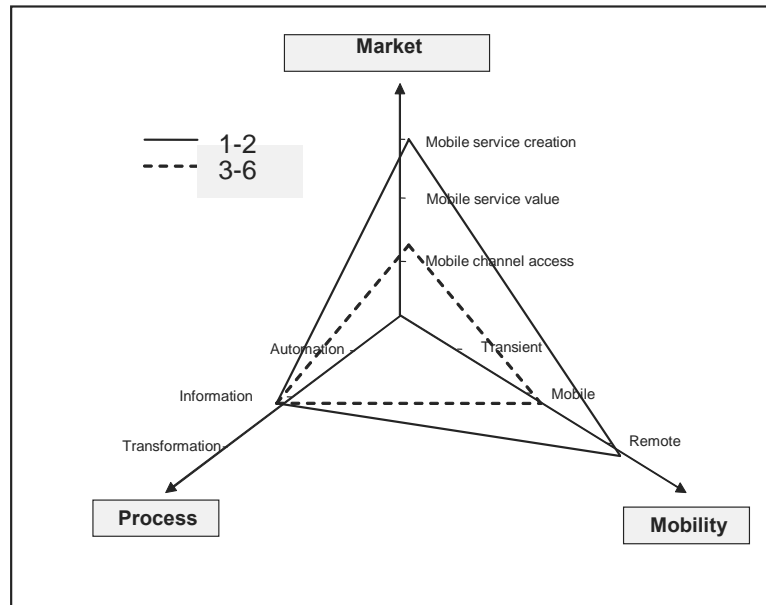 Market
1-2
3-6
Mobile service creation
Mobile service value
Mobile channel access
Automation
Transient
Information
Mobile
Transformation
Remote
Process
Mobility